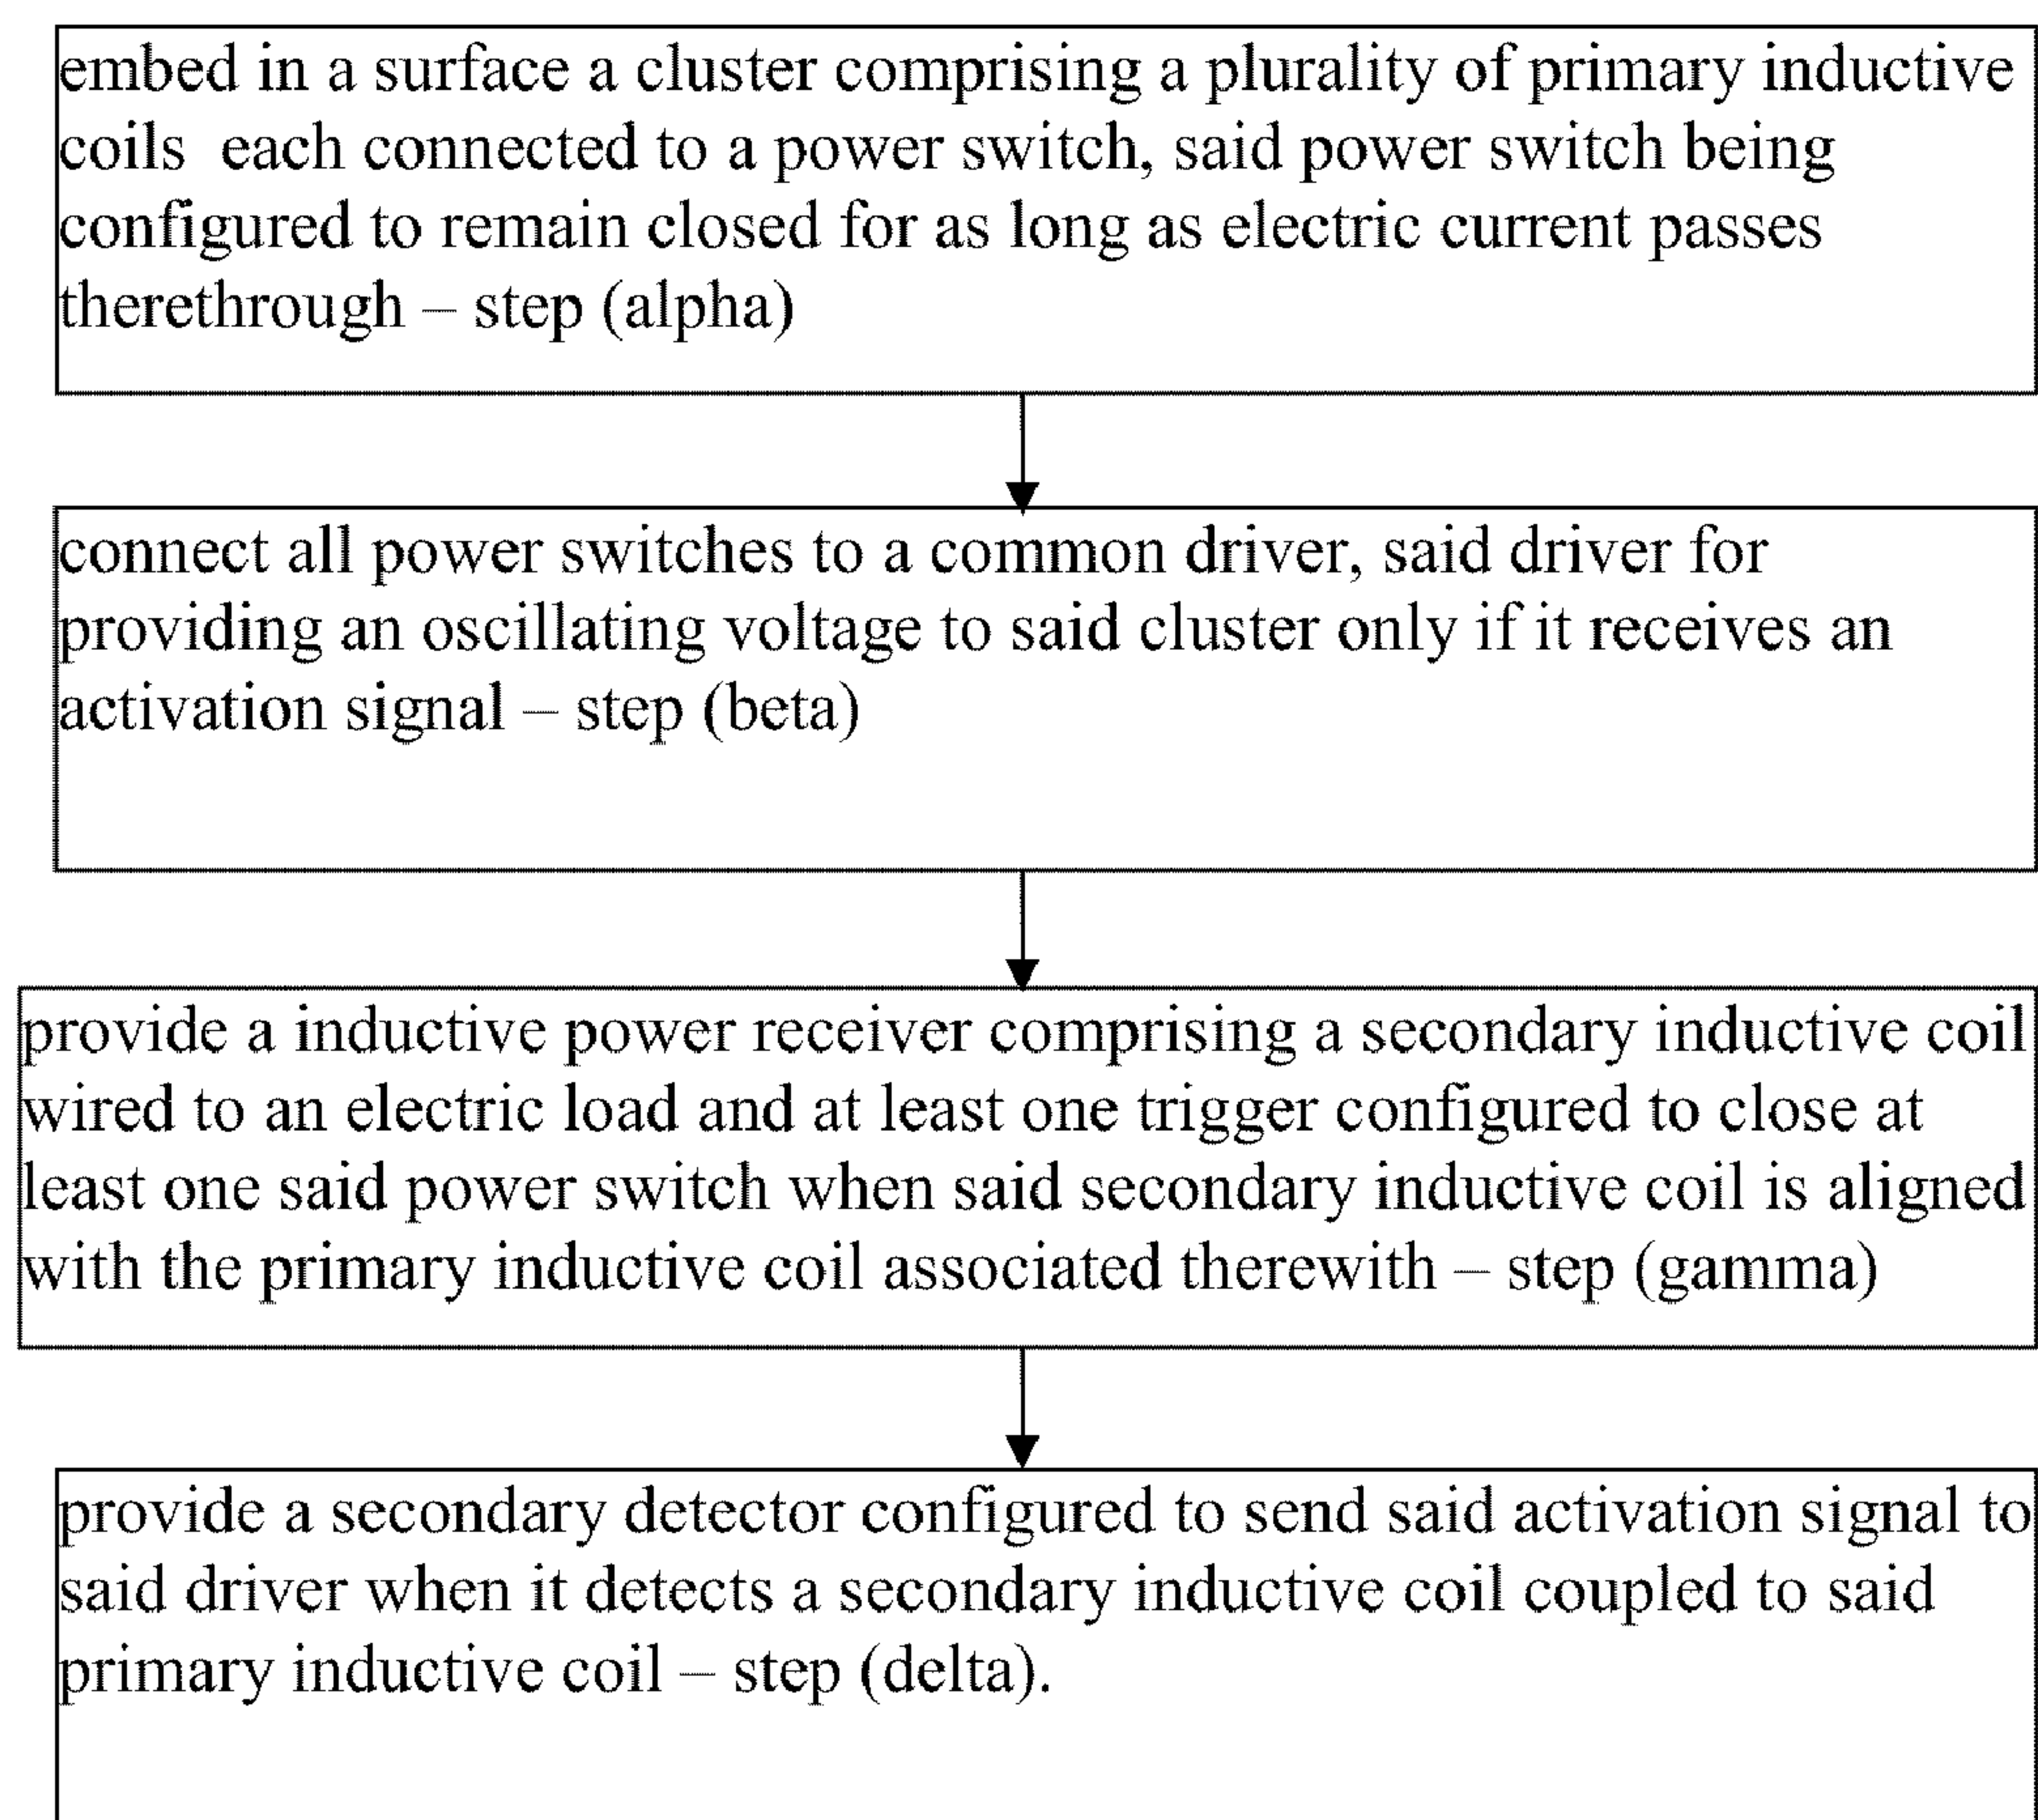 embed in a surface a cluster comprising a plurality of primary inductive
coils  each connected to a power switch, said power switch being
configured to remain closed for as long as electric current passes
therethrough – step (alpha)
connect all power switches to a common driver, said driver for
providing an oscillating voltage to said cluster only if it receives an
activation signal – step (beta)
provide a inductive power receiver comprising a secondary inductive coil
wired to an electric load and at least one trigger configured to close at
least one said power switch when said secondary inductive coil is aligned
with the primary inductive coil associated therewith – step (gamma)
provide a secondary detector configured to send said activation signal to
said driver when it detects a secondary inductive coil coupled to said
primary inductive coil – step (delta).